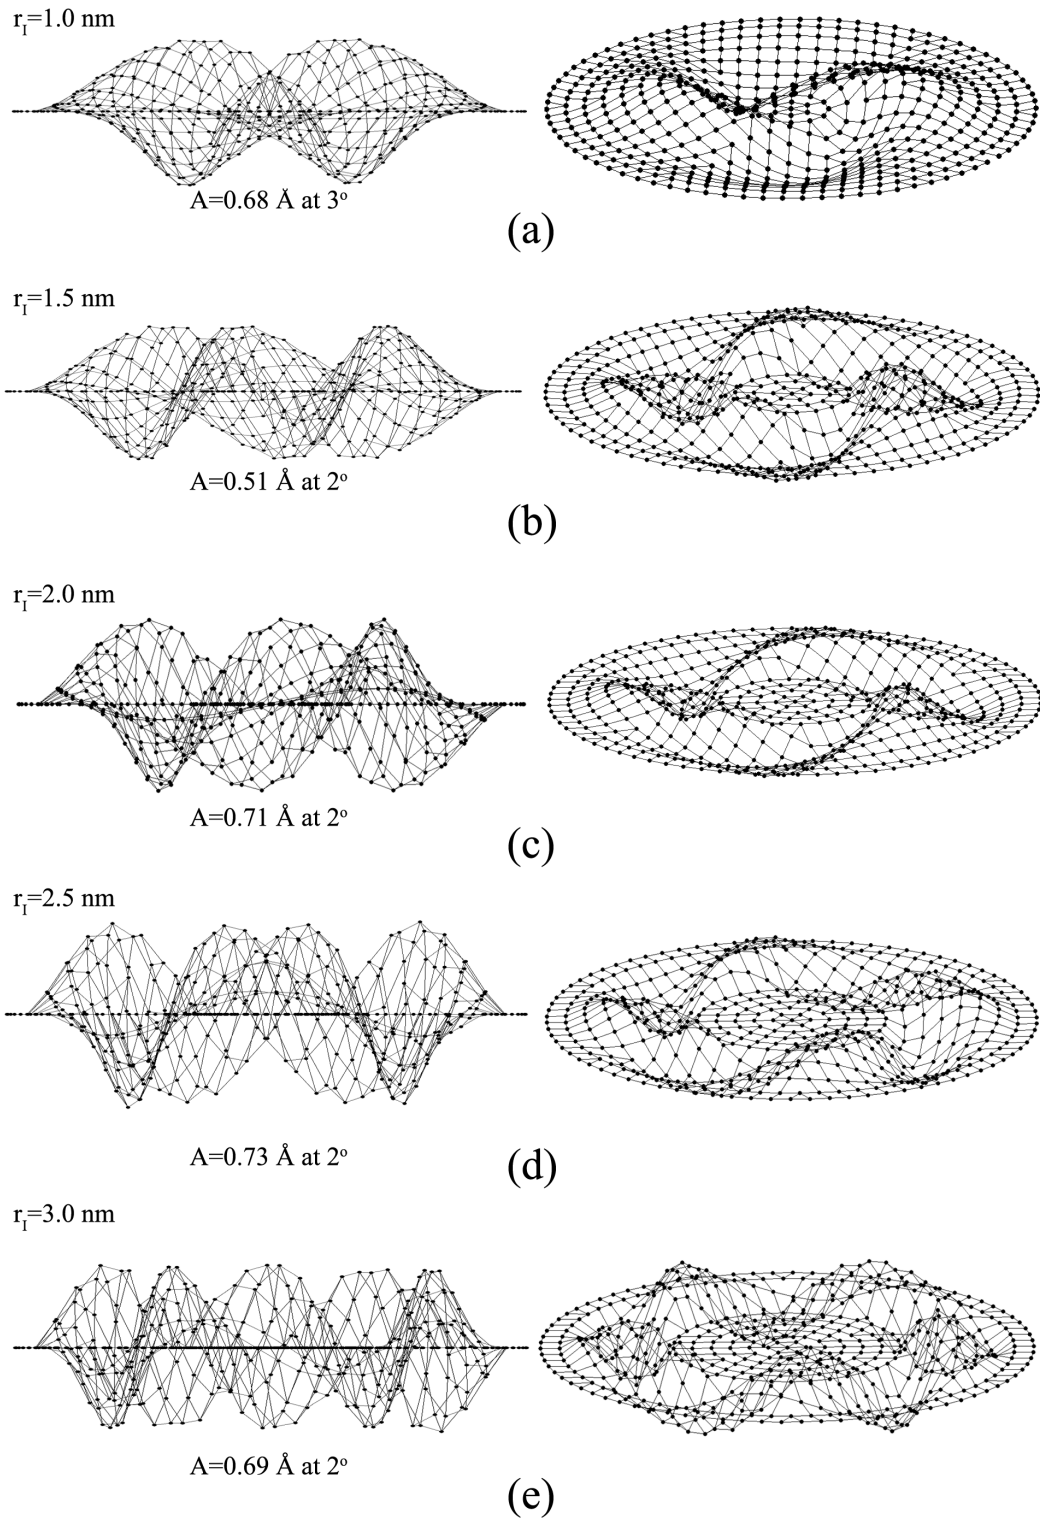 r_I=1.0 nm
A=0.68 Å at 3°
(a)
r_I=1.5 nm
A=0.51 Å at 2°
(b)
r_I=2.0 nm
A=0.71 Å at 2°
(c)
r_I=2.5 nm
A=0.73 Å at 2°
(d)
r_I=3.0 nm
A=0.69 Å at 2°
(e)